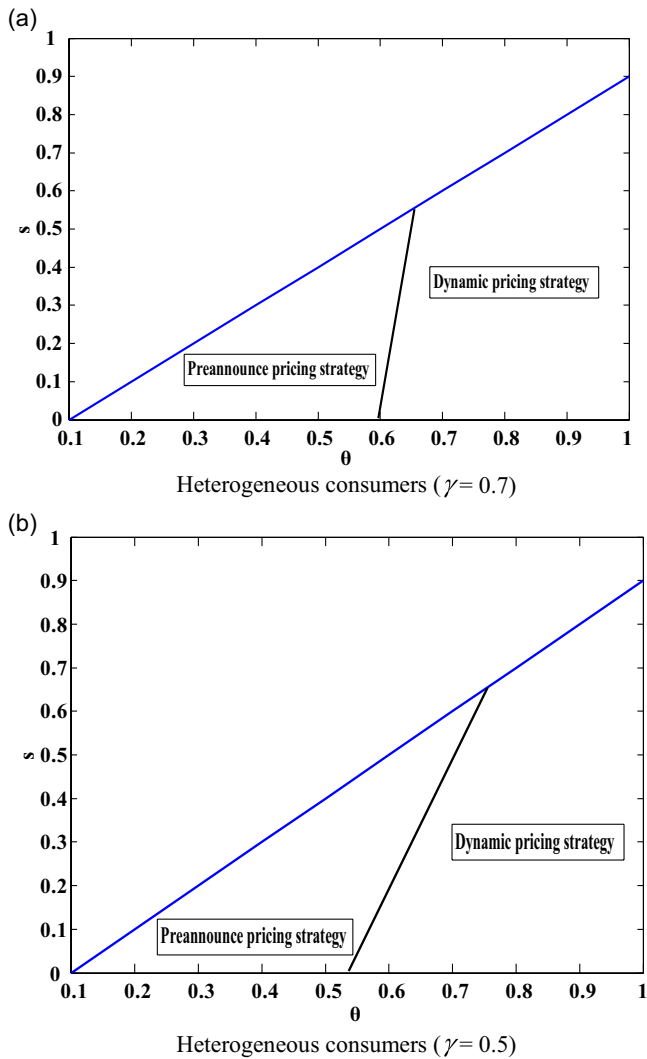 (a)
1
0.9
0.8
0.7
0.6
0.5
0.4
0.3
0.2
0.1
0
s
Dynamic pricing strategy
Preannounce pricing strategy
0.1 0.2 0.3 0.4 0.5 0.6 0.7 0.8 0.9 1
θ
Heterogeneous consumers (γ = 0.7)
(b)
1
0.9
0.8
0.7
0.6
0.5
0.4
0.3
0.2
0.1
0
s
Dynamic pricing strategy
Preannounce pricing strategy
0.1 0.2 0.3 0.4 0.5 0.6 0.7 0.8 0.9 1
θ
Heterogeneous consumers (γ = 0.5)